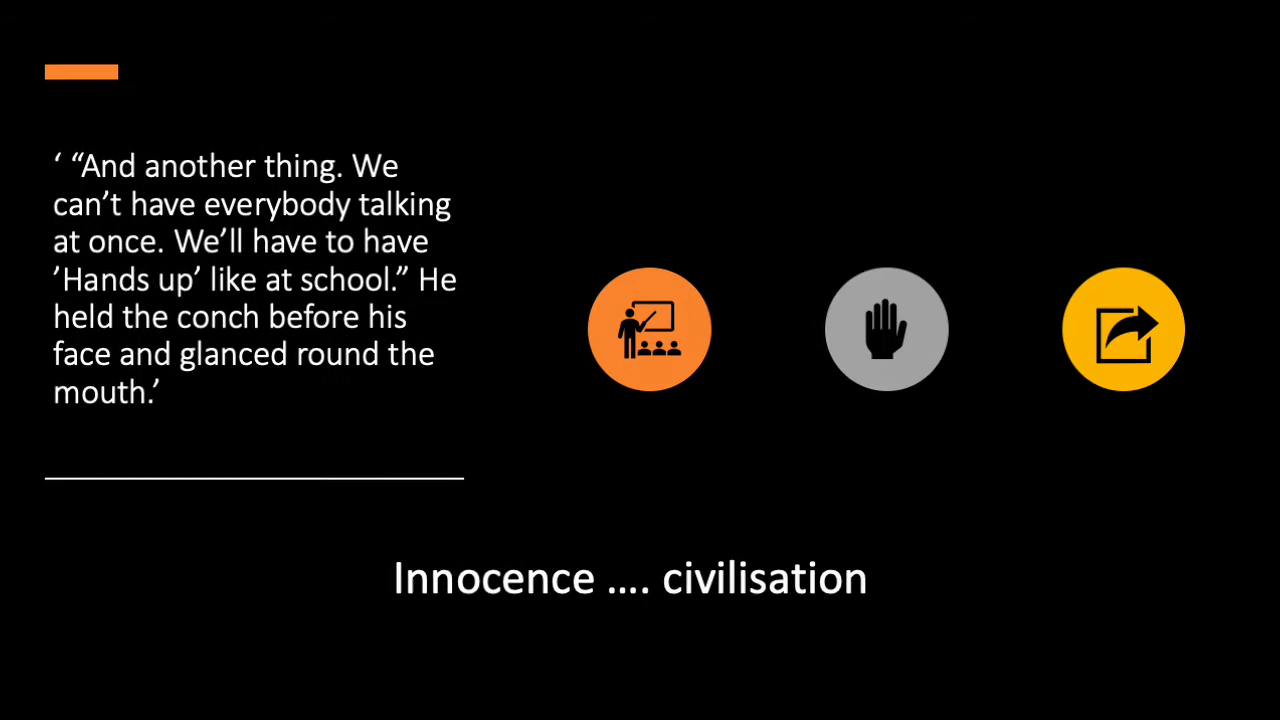 ‘ “And another thing. We
can’t have everybody talking
at once. We’ll have to have
’Hands up’ like at school.” He
held the conch before his
face and glanced round the
mouth.’
Innocence .... civilisation